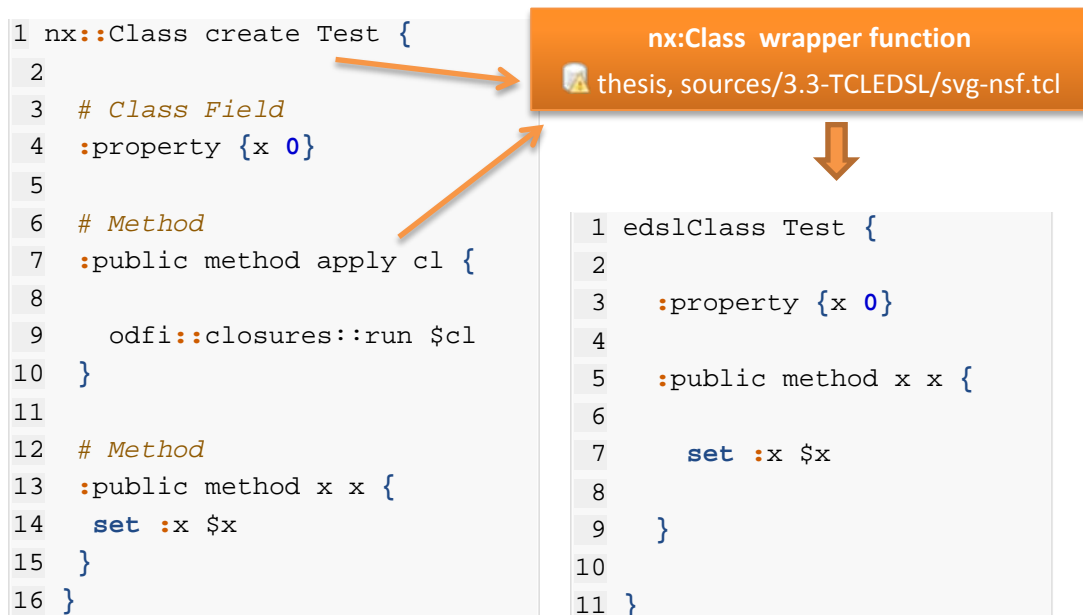 1 nx::Class create Test {
2
3 # Class Field
4 :property {x 0}
5
6 # Method
7 :public method apply cl {
8
9 odfi::closures::run $cl
10 }
11
12 # Method
13 :public method x x {
14 set :x $x
15 }
16 }
nx:Class wrapper function
thesis, sources/3.3-TCLEDSL/svg-nsf.tcl
1 edslClass Test {
2
3 :property {x 0}
4
5 :public method x x {
6
7 set :x $x
8
9 }
10
11 }